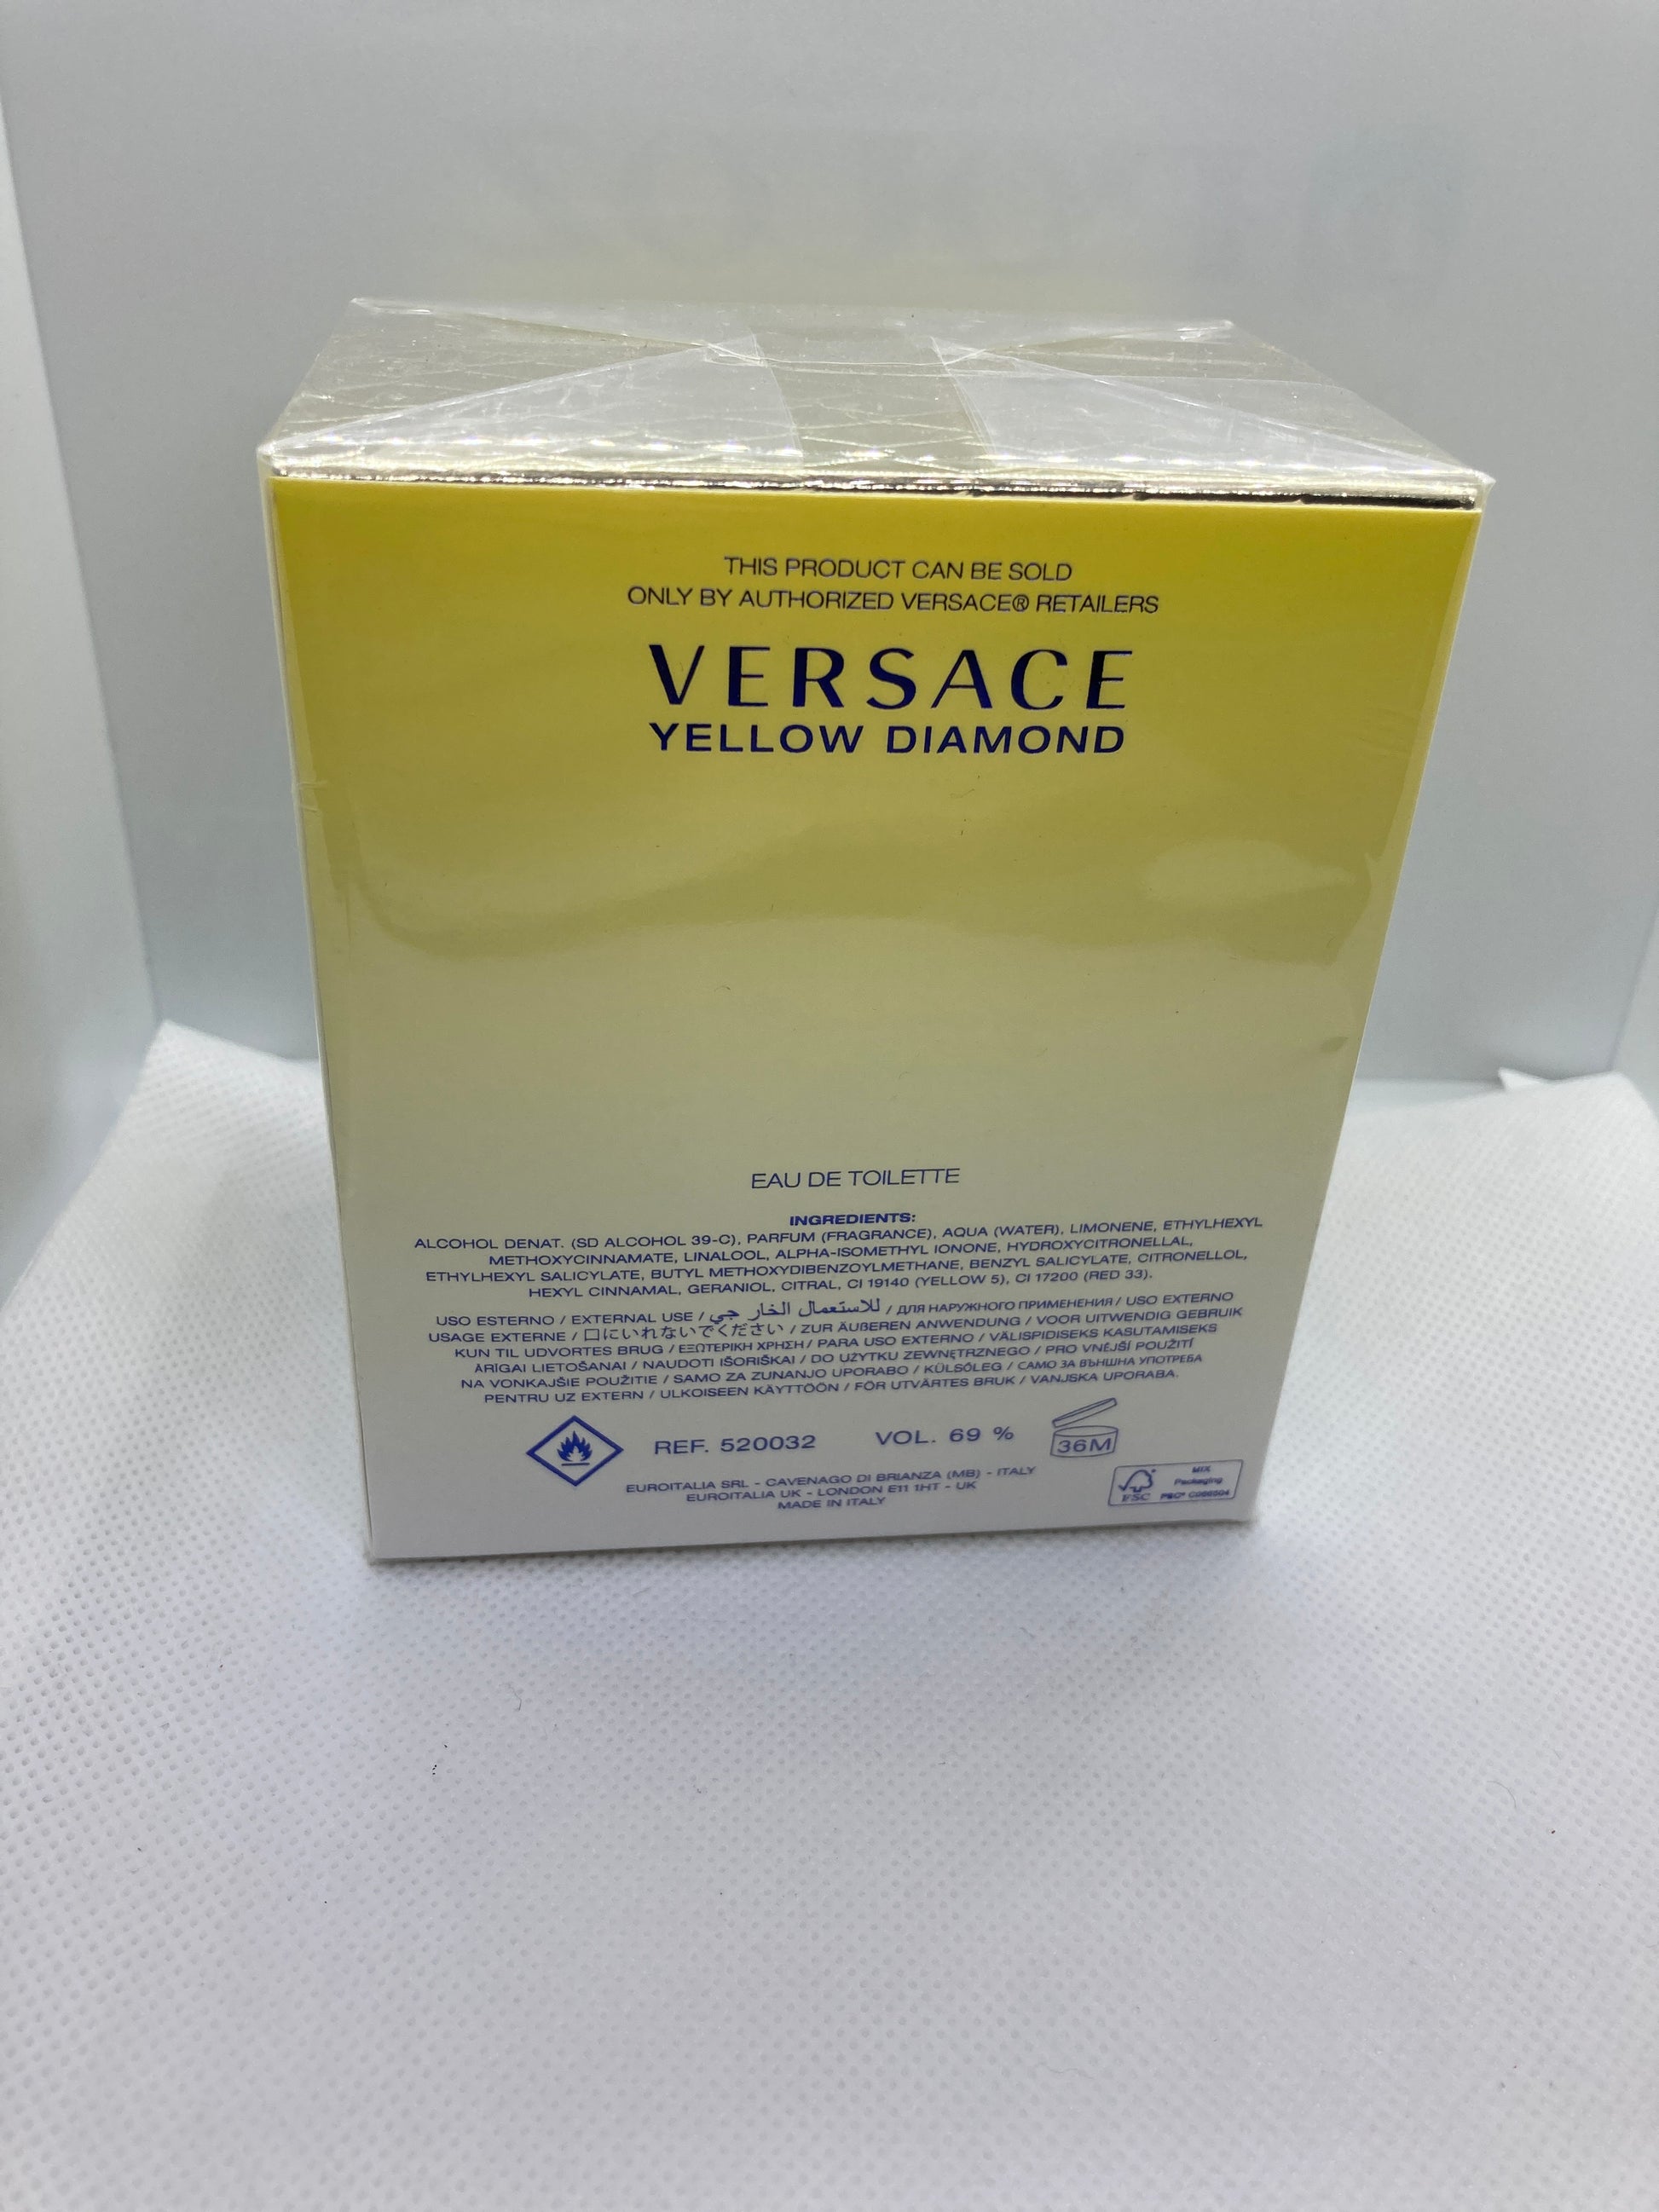 THIS PRODUCT CAN BE SOLD
ONLY BY AUTHORIZED VERSACE® RETAILERS
VERSACE
YELLOW DIAMOND
EAU DE TOILETTE
INGREDIENTS:
ALCOHOL DENAT. (SD ALCOHOL 39-C), PARFUM (FRAGRANCE), AQUA (WATER), LIMONENE, ETHYLHEXYL
METHOXYCINNAMATE, LINALOOL, ALPHA-ISOMETHYL IONONE, HYDROXYCITRONELLAL,
ETHYLHEXYL SALICYLATE, BUTYL METHOXYDIBENZOYLMETHANE, BENZYL SALICYLATE, CITRONELLOL,
HEXYL CINNAMAL, GERANIOL, CITRAL, CI 19140 (YELLOW 5), CI 17200 (RED 33).
USO ESTERNO / EXTERNAL USE / للاستعمال الخار جي / ДЛЯ НАРУЖНОГО ПРИМЕНЕНИЯ / USO EXTERNO
USAGE EXTERNE / 口にいれないでください / ZUR ÄUßEREN ANWENDUNG / VOOR UITWENDIG GEBRUIK
KUN TIL UDVORTES BRUG / ΕΞΩΤΕΡΙΚΗ ΧΡΗΣΗ / PARA USO EXTERNO / VÄLISPIDISEKS KASUTAMISEKS
ARIGAI LIETOŠANAI / NAUDOTI IŠORIŠKAI / DO UŻYTKU ZEWNĘTRZNEGO / PRO VNĚJŠÍ POUŽITÍ
NA VONKAJŠIE POUŽITIE / SAMO ZA ZUNANJO UPORABO / KÜLSŐLEG / САМО ЗА ВЪНШНА УПОТРЕБА
PENTRU UZ EXTERN / ULKOISEEN KÄYTTÖÖN / FÖR UTVÄRTES BRUK / VANJSKA UPORABA.
REF. 520032 VOL. 69 % 36M
EUROITALIA SRL - CAVENAGO DI BRIANZA (MB) - ITALY
EUROITALIA UK - LONDON E11 1HT - UK
MADE IN ITALY
FSC MIX
Packaging